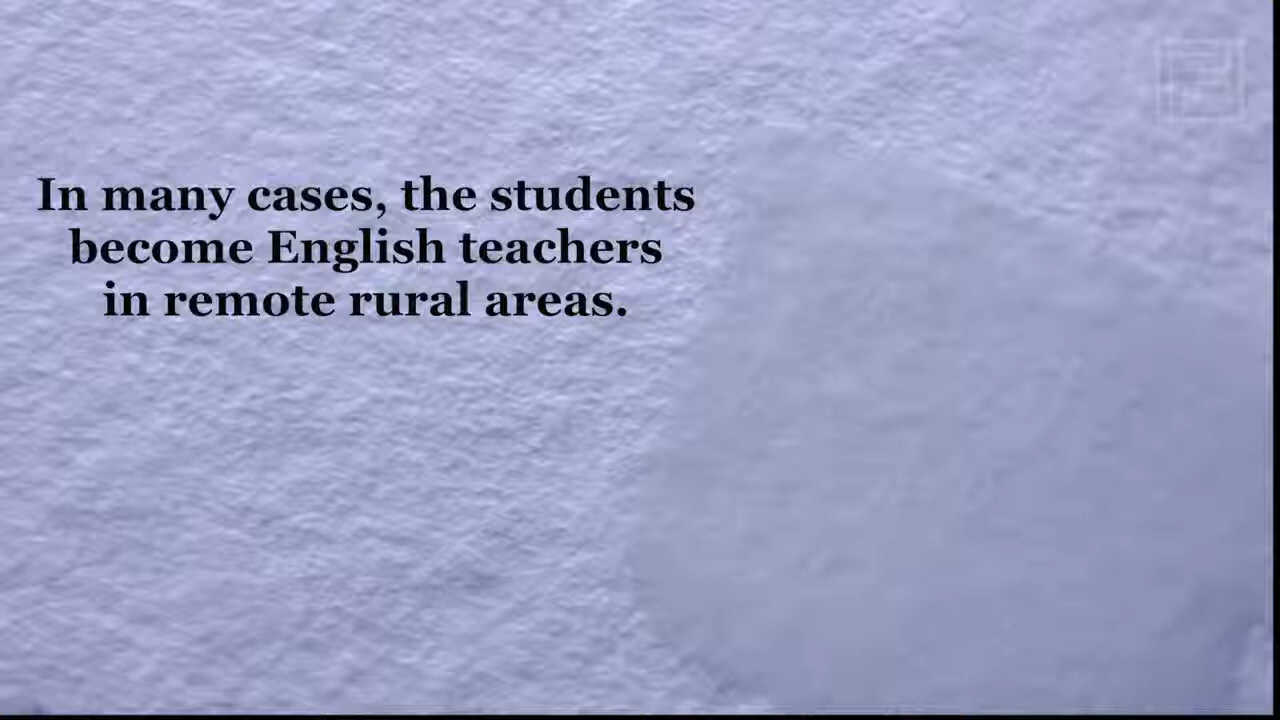 In many cases, the students
become English teachers
in remote rural areas.